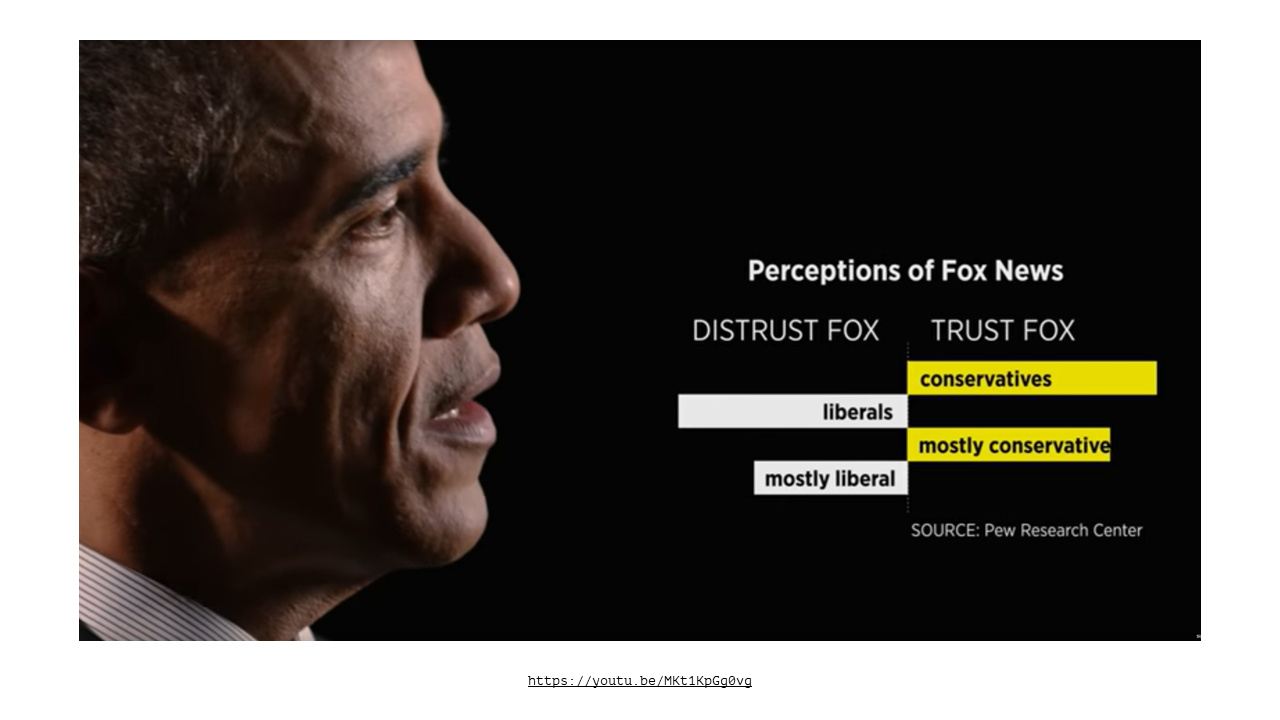 Perceptions of Fox News
DISTRUST FOX TRUST FOX
conservatives
liberals
mostly conservative
mostly liberal
SOURCE: Pew Research Center
https://youtu.be/MKt1KpGg0vg